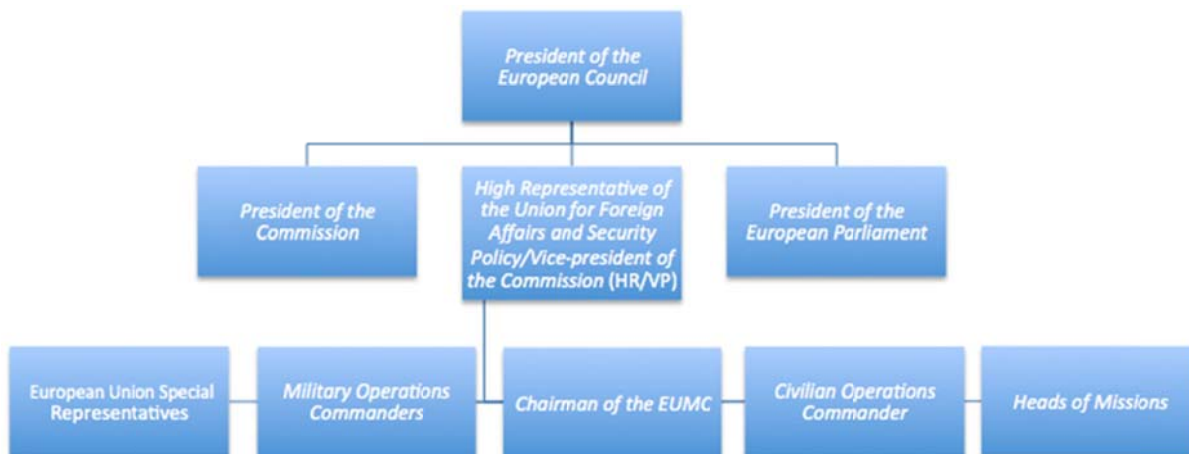 President of the
European Council
President of the
Commission
High Representative of
the Union for Foreign
Affairs and Security
Policy/Vice-president of
the Commission (HR/VP)
President of the
European Parliament
European Union Special
Representatives
Military Operations
Commanders
Chairman of the EUMC
Civilian Operations
Commander
Heads of Missions